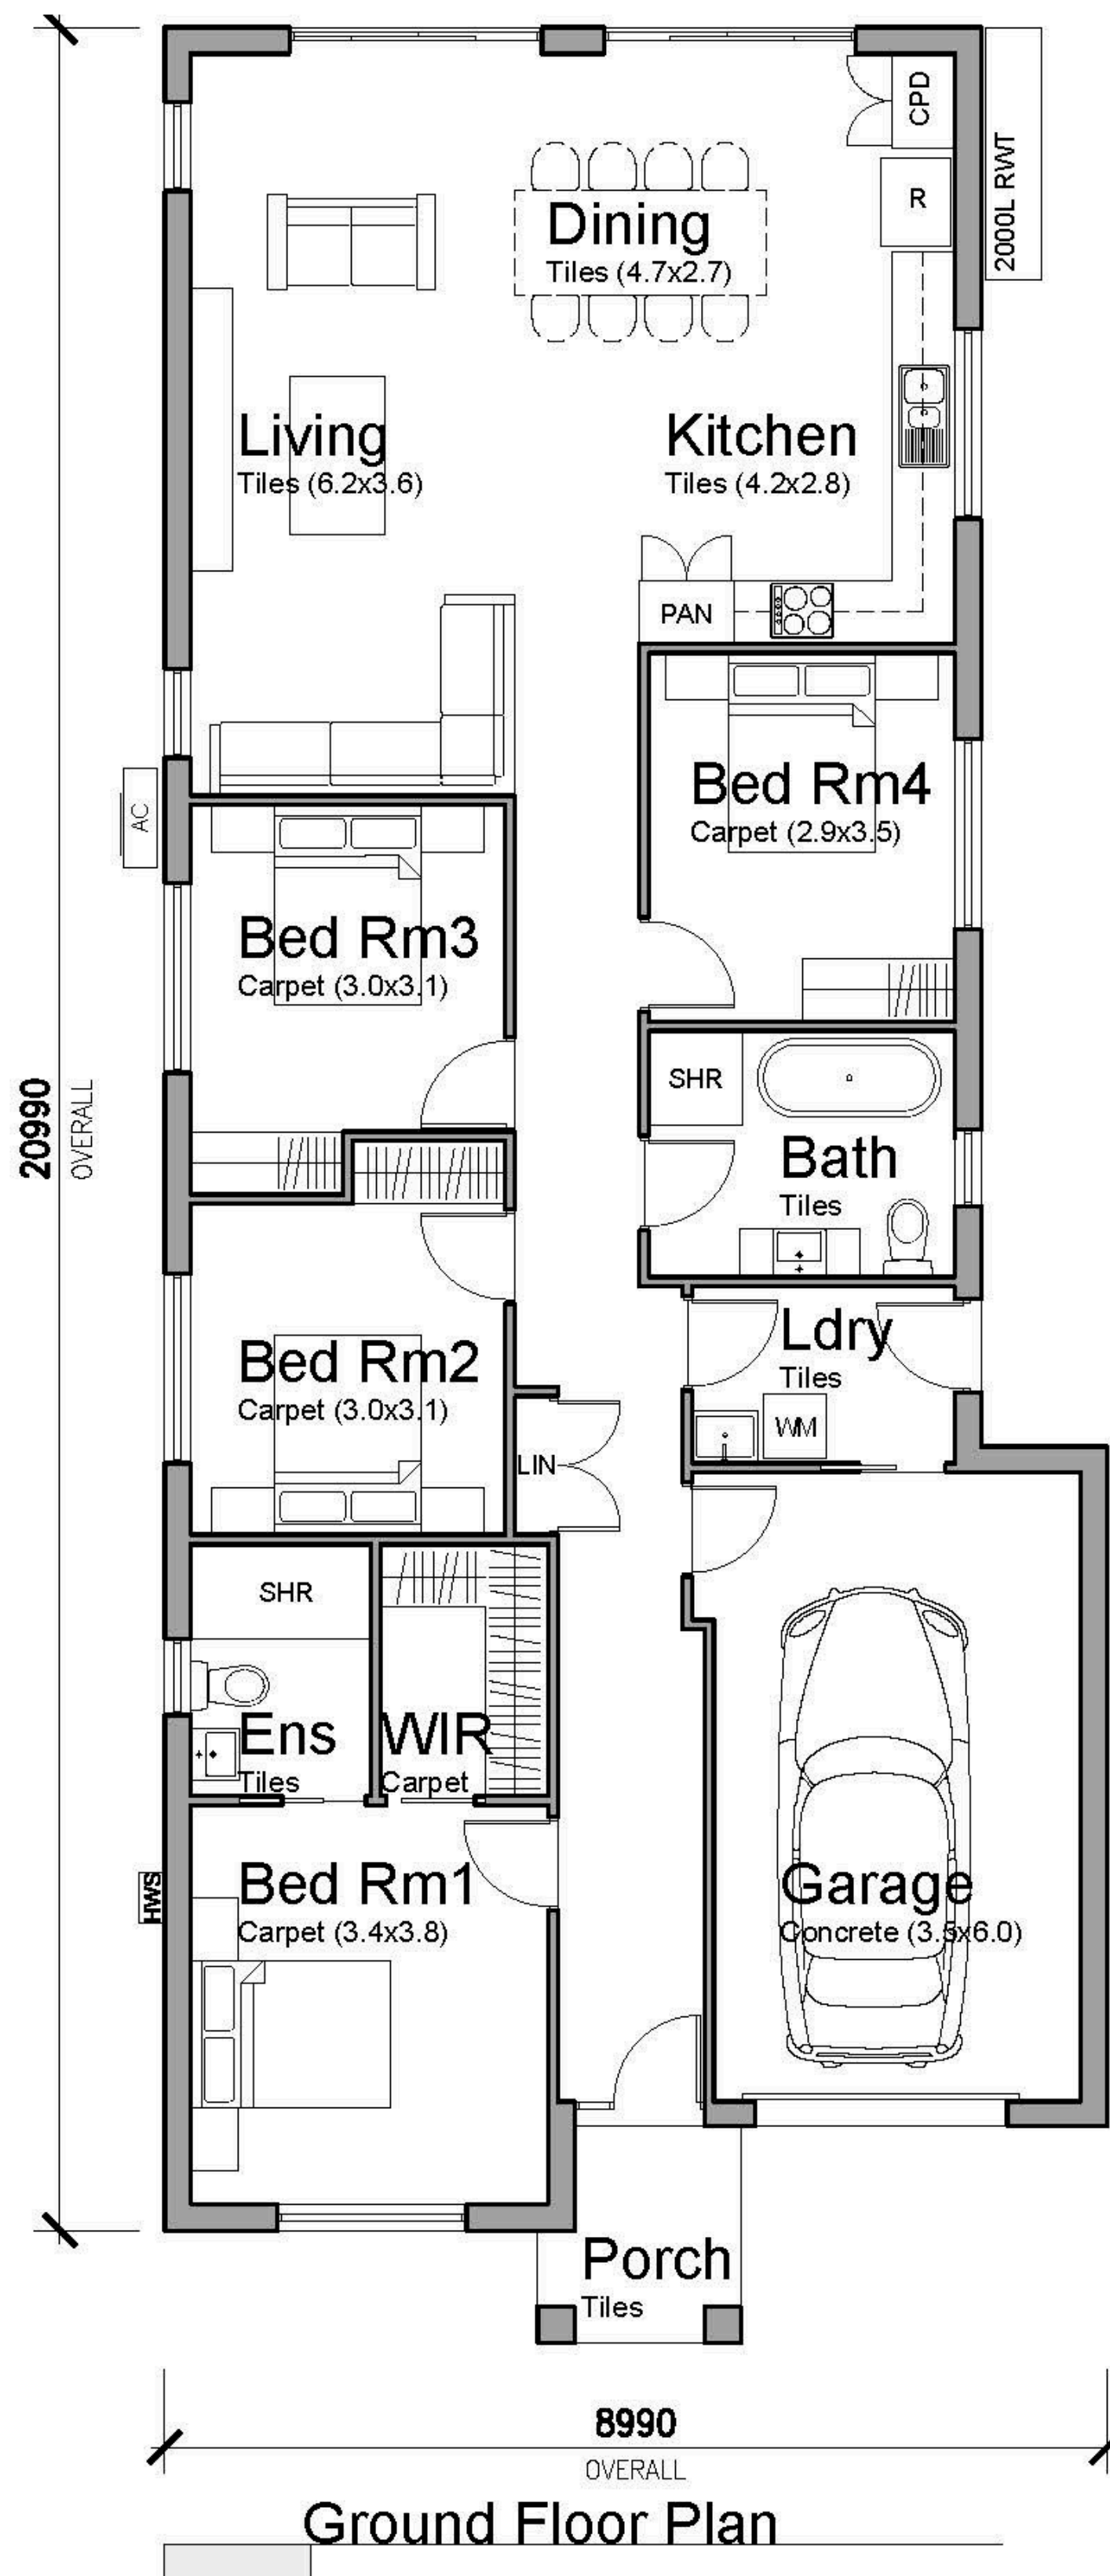 CPD
R
2000L RWT
Dining
Tiles (4.7x2.7)
Living
Tiles (6.2x3.6)
Kitchen
Tiles (4.2x2.8)
PAN
Bed Rm4
Carpet (2.9x3.5)
AC
Bed Rm3
Carpet (3.0x3.1)
20990
OVERALL
SHR
Bath
Tiles
Ldry
Tiles
Bed Rm2
Carpet (3.0x3.1)
WM
LIN
SHR
Ens
Tiles
WIR
Carpet
HWS
Bed Rm1
Carpet (3.4x3.8)
Garage
Concrete (3.5x6.0)
Porch
Tiles
8990
OVERALL
Ground Floor Plan